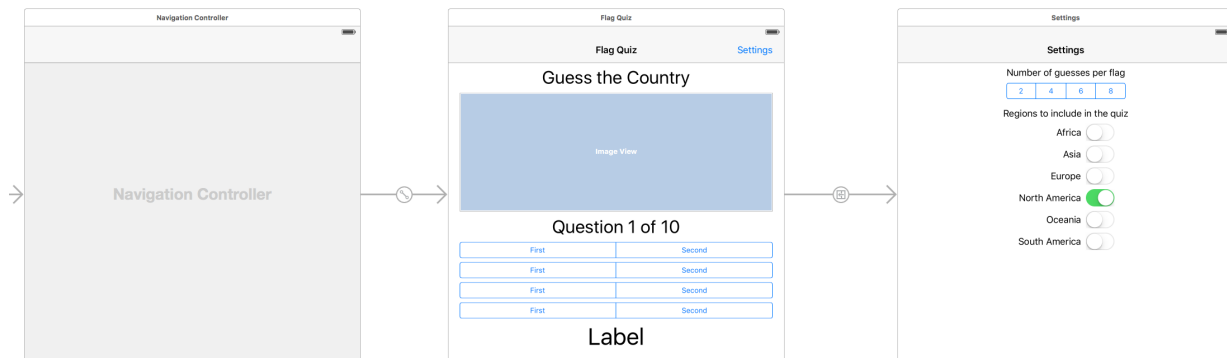 Navigation Controller
Navigation Controller
Flag Quiz
Flag Quiz Settings
Guess the Country
Image View
Question 1 of 10
First Second
First Second
First Second
First Second
Label
Settings
Settings
Number of guesses per flag
2 4 6 8
Regions to include in the quiz
Africa
Asia
Europe
North America
Oceania
South America